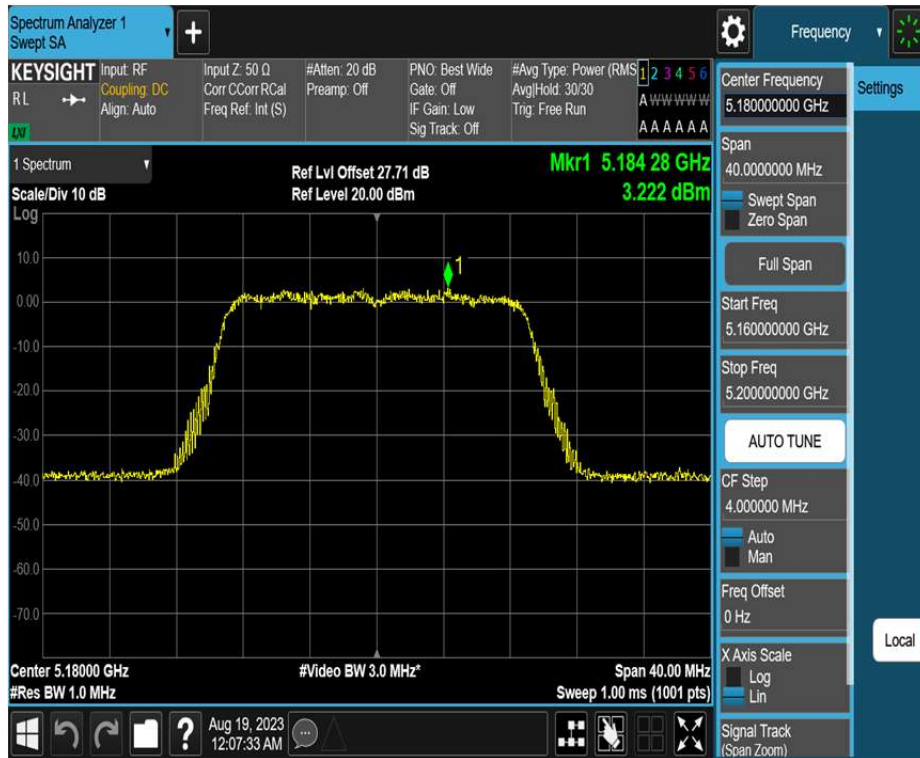 Spectrum Analyzer 1
Swept SA
+
Frequency
KEYSIGHT
R L
LXI
Input: RF
Coupling: DC
Align: Auto
Input Z: 50 Ω
Corr CCorr RCal
Freq Ref: Int (S)
#Atten: 20 dB
Preamp: Off
PNO: Best Wide
Gate: Off
IF Gain: Low
Sig Track: Off
#Avg Type: Power (RMS
Avg|Hold: 30/30
Trig: Free Run
1 2 3 4 5 6
A W W W W W
A A A A A A
1 Spectrum
Scale/Div 10 dB
Log
Ref Lvl Offset 27.71 dB
Ref Level 20.00 dBm
Mkr1 5.184 28 GHz
3.222 dBm
10.0
0.00
-10.0
-20.0
-30.0
-40.0
-50.0
-60.0
-70.0
1
Center 5.18000 GHz
#Res BW 1.0 MHz
#Video BW 3.0 MHz*
Span 40.00 MHz
Sweep 1.00 ms (1001 pts)
?
Aug 19, 2023
12:07:33 AM
Center Frequency
5.18000000 GHz
Settings
Span
40.0000000 MHz
Swept Span
Zero Span
Full Span
Start Freq
5.160000000 GHz
Stop Freq
5.200000000 GHz
AUTO TUNE
CF Step
4.000000 MHz
Auto
Man
Freq Offset
0 Hz
X Axis Scale
Log
Lin
Local
Signal Track
(Span Zoom)